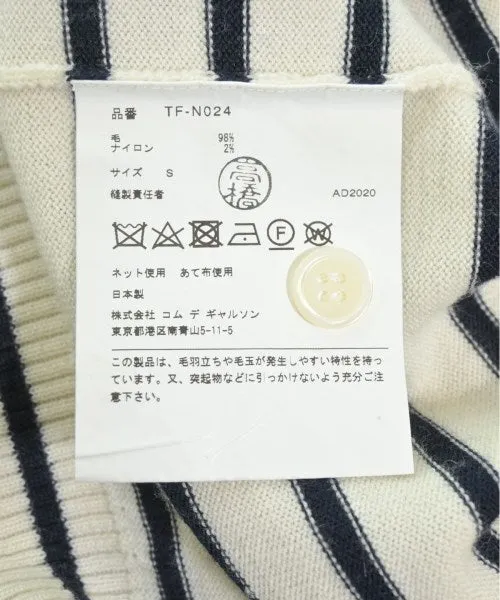 品番 TF-N024
毛 98%
ナイロン 2%
サイズ S
縫製責任者 高橋 AD2020
F W
ネット使用 あて布使用
日本製
株式会社 コム デ ギャルソン
東京都港区南青山5-11-5
この製品は、毛羽立ちや毛玉が発生しやすい特性を持っ
ています。又、突起物などに引っかけないよう充分ご注
意下さい。